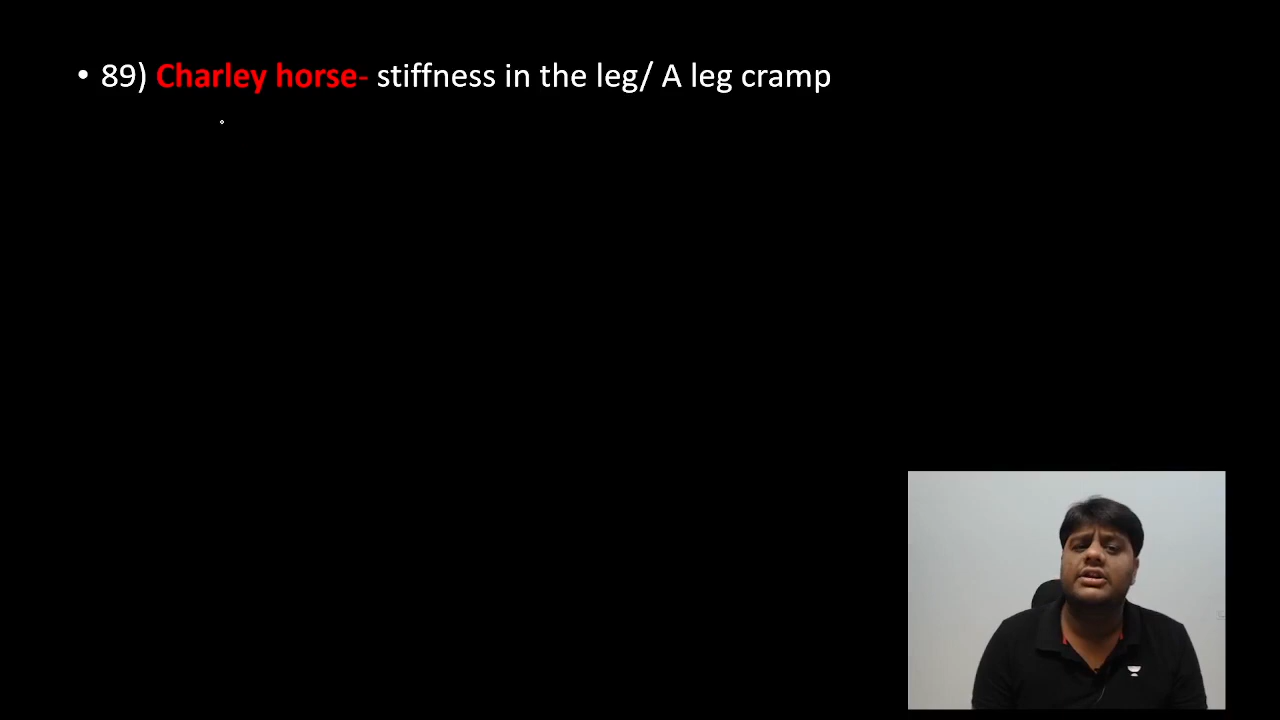 • 89) Charley horse- stiffness in the leg/ A leg cramp